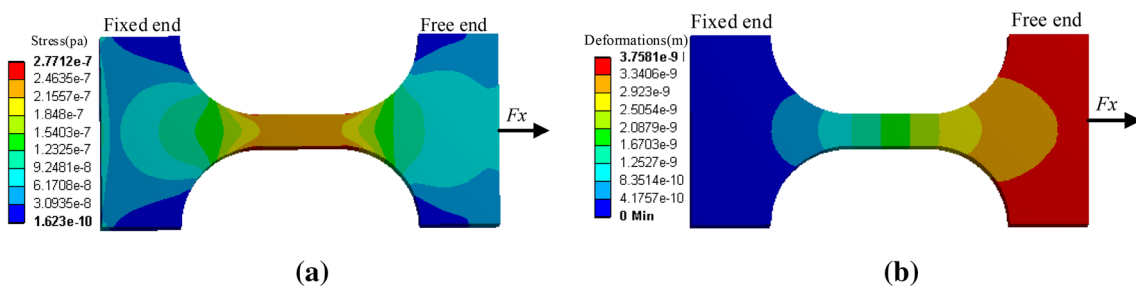 Fixed end
Free end
Stress(pa)
2.7712e-7
2.4635e-7
2.1557e-7
1.848e-7
1.5403e-7
1.2325e-7
9.2481e-8
6.1708e-8
3.0935e-8
1.623e-10
Fx
(a)
Fixed end
Free end
Deformations(m)
3.7581e-9
3.3406e-9
2.923e-9
2.5054e-9
2.0879e-9
1.6703e-9
1.2527e-9
8.3514e-10
4.1757e-10
0 Min
Fx
(b)